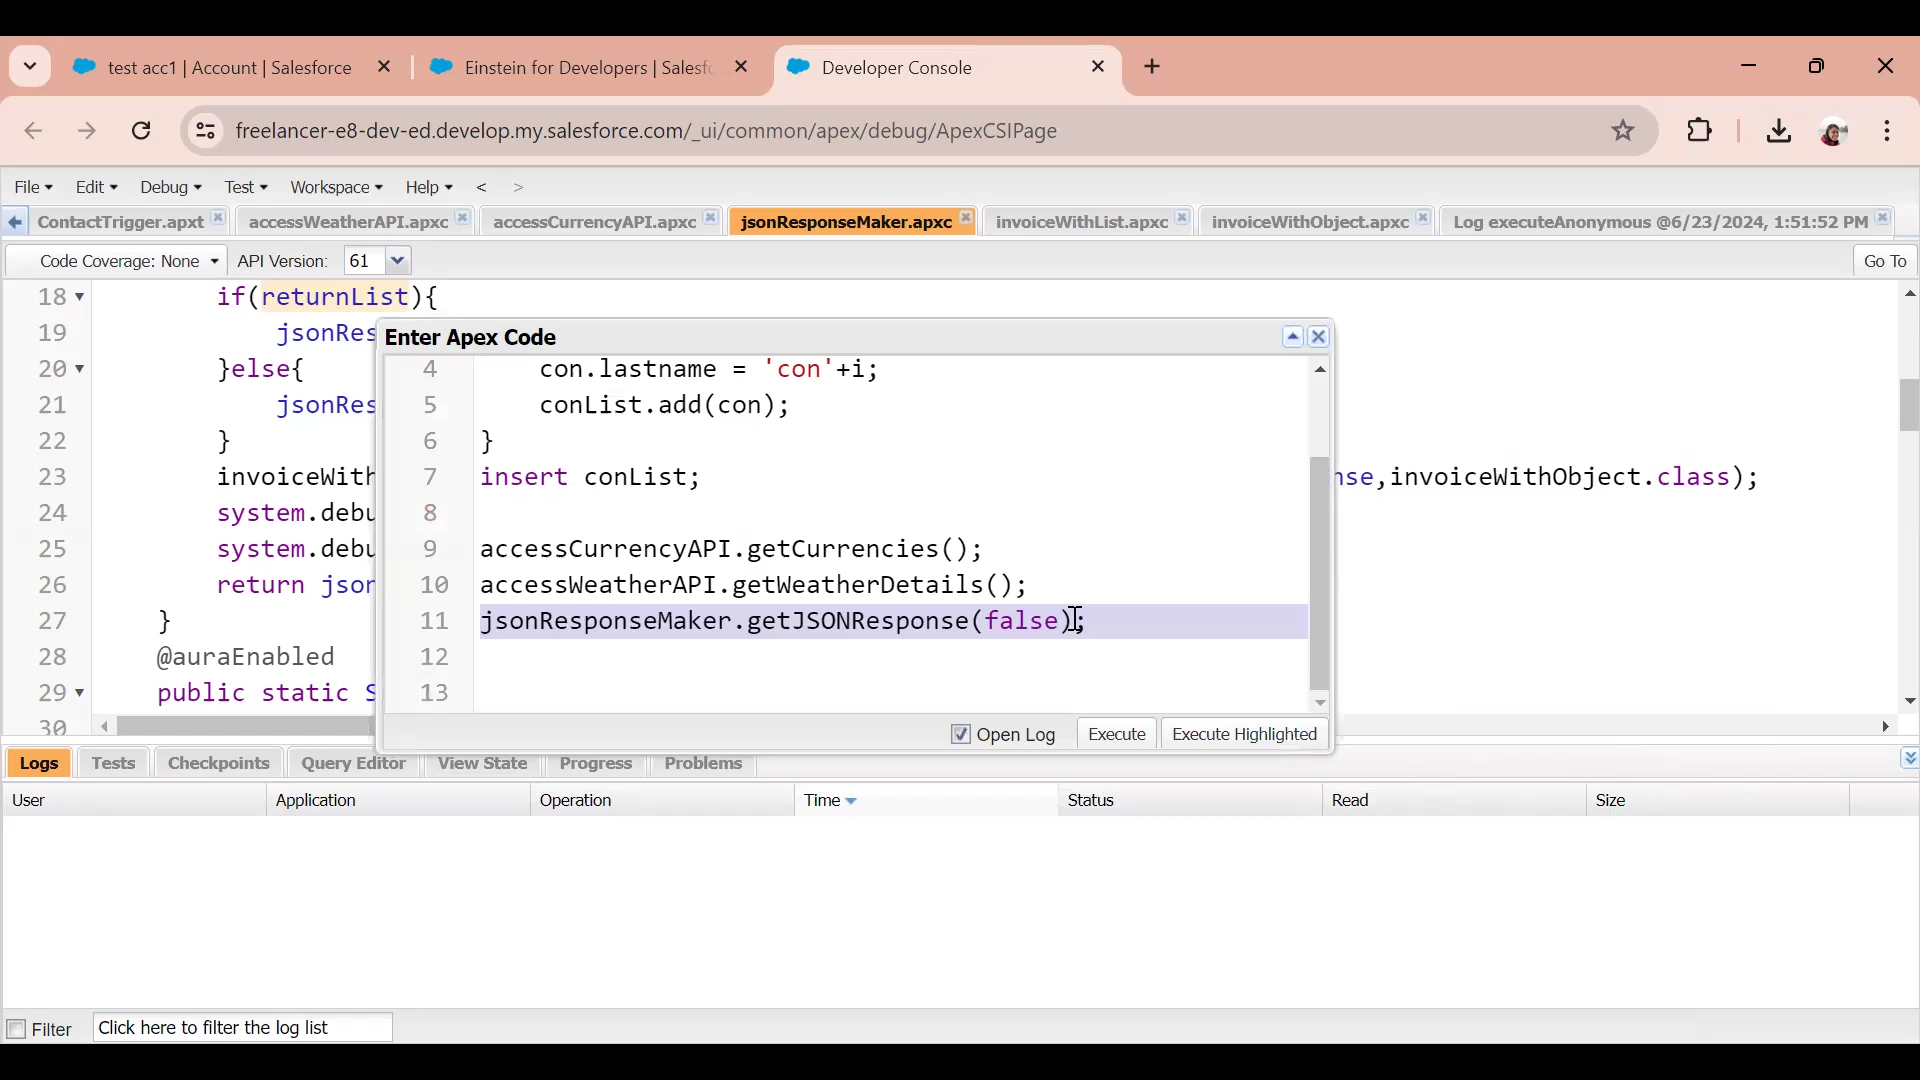 test acc1 | Account | Salesforce
Einstein for Developers | Salesfo
Developer Console
freelancer-e8-dev-ed.develop.my.salesforce.com/_ui/common/apex/debug/ApexCSIPage
File Edit Debug Test Workspace Help < >
ContactTrigger.apxt accessWeatherAPI.apxc accessCurrencyAPI.apxc jsonResponseMaker.apxc invoiceWithList.apxc invoiceWithObject.apxc Log executeAnonymous @6/23/2024, 1:51:52 PM
Code Coverage: None API Version: 61 Go To
18 if(returnList){
19 jsonRes
20 }else{
21 jsonRes
22 }
23 invoiceWith nse,invoiceWithObject.class);
24 system.debu
25 system.debu
26 return json
27 }
28 @auraEnabled
29 public static S
30
Enter Apex Code
4 con.lastname = 'con'+i;
5 conList.add(con);
6 }
7 insert conList;
8
9 accessCurrencyAPI.getCurrencies();
10 accessWeatherAPI.getWeatherDetails();
11 jsonResponseMaker.getJSONResponse(false);
12
13
Open Log Execute Execute Highlighted
Logs Tests Checkpoints Query Editor View State Progress Problems
User Application Operation Time Status Read Size
Filter Click here to filter the log list